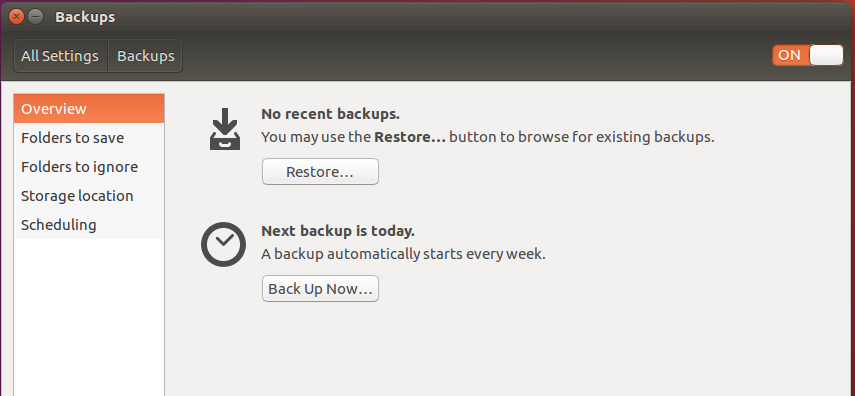 Backups
All Settings Backups
ON
Overview
Folders to save
Folders to ignore
Storage location
Scheduling
No recent backups.
You may use the Restore... button to browse for existing backups.
Restore...
Next backup is today.
A backup automatically starts every week.
Back Up Now...